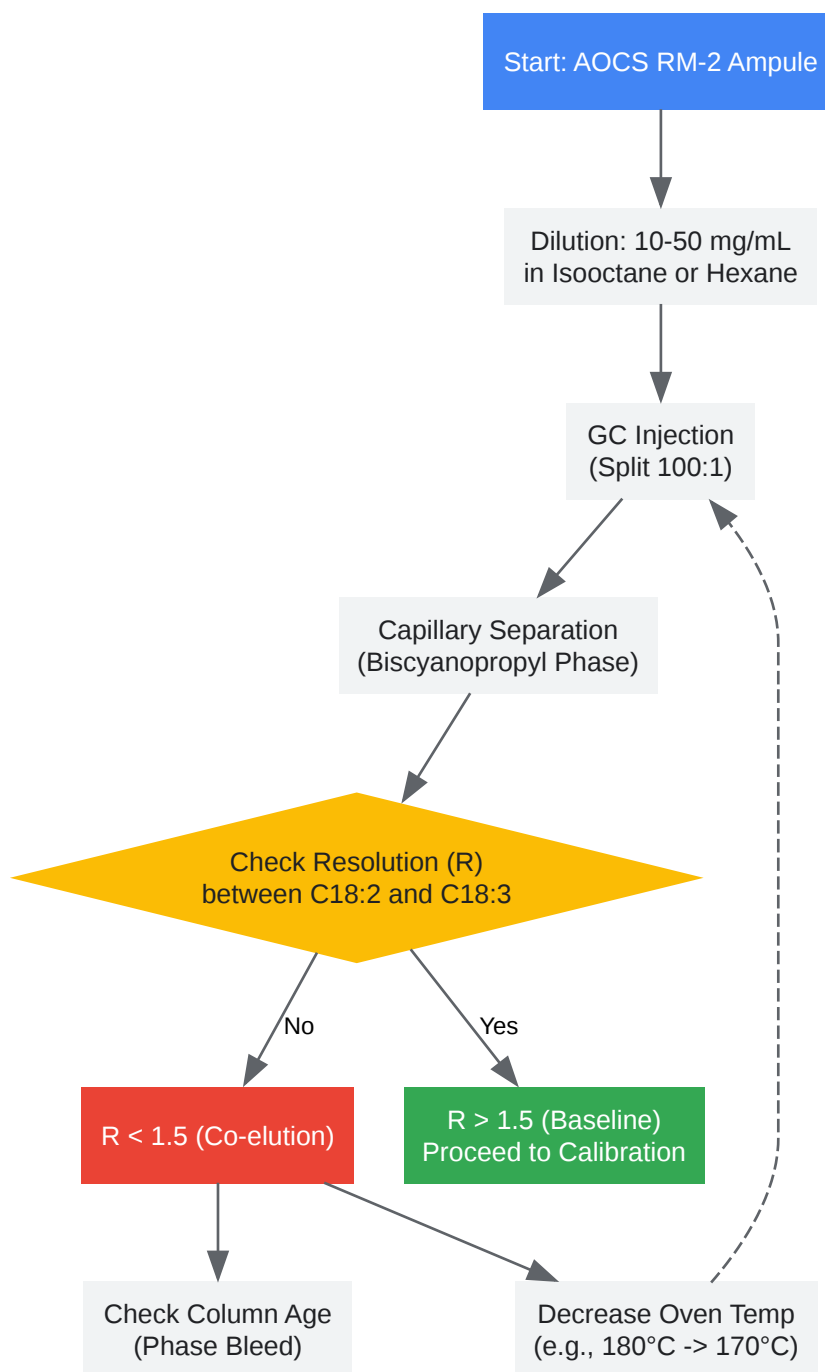 Start: AOCS RM-2 Ampule
Dilution: 10-50 mg/mL
in Isooctane or Hexane
GC Injection
(Split 100:1)
Capillary Separation
(Biscyanopropyl Phase)
Check Resolution (R)
between C18:2 and C18:3
No
Yes
R < 1.5 (Co-elution)
R > 1.5 (Baseline)
Proceed to Calibration
Check Column Age
(Phase Bleed)
Decrease Oven Temp
(e.g., 180°C -> 170°C)